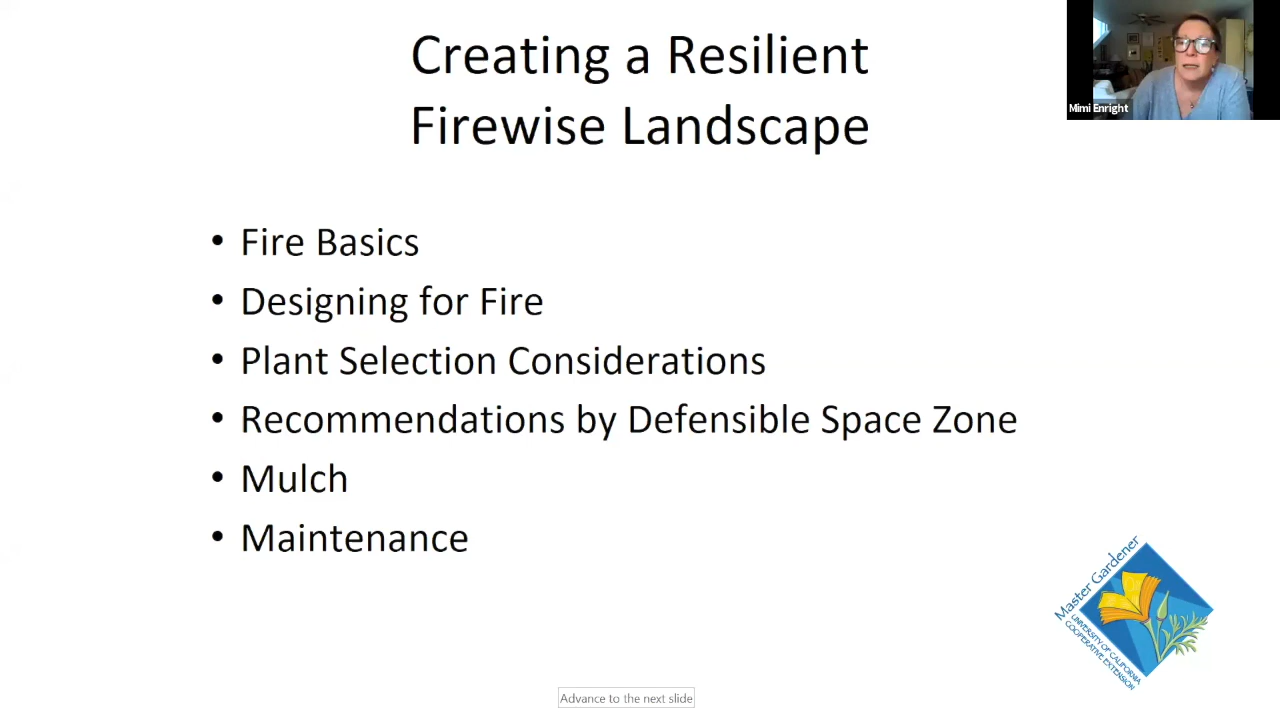 Creating a Resilient
Firewise Landscape
Mimi Enright
• Fire Basics
• Designing for Fire
• Plant Selection Considerations
• Recommendations by Defensible Space Zone
• Mulch
• Maintenance
Master Gardener
UNIVERSITY OF CALIFORNIA
COOPERATIVE EXTENSION
Advance to the next slide